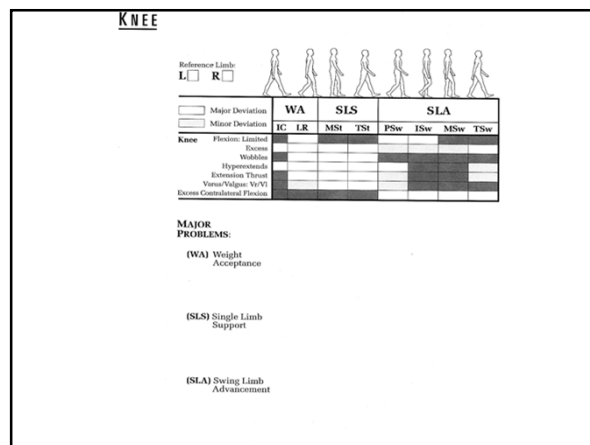 KNEE
Reference Limb:
L R
WA SLS SLA
Major Deviation
Minor Deviation
IC LR MSt TSt PSw ISw MSw TSw
Knee Flexion: Limited
Excess
Wobbles
Hyperextends
Extension Thrust
Varus/Valgus: Vr/Vl
Excess Contralateral Flexion
MAJOR
PROBLEMS:
(WA) Weight
Acceptance
(SLS) Single Limb
Support
(SLA) Swing Limb
Advancement